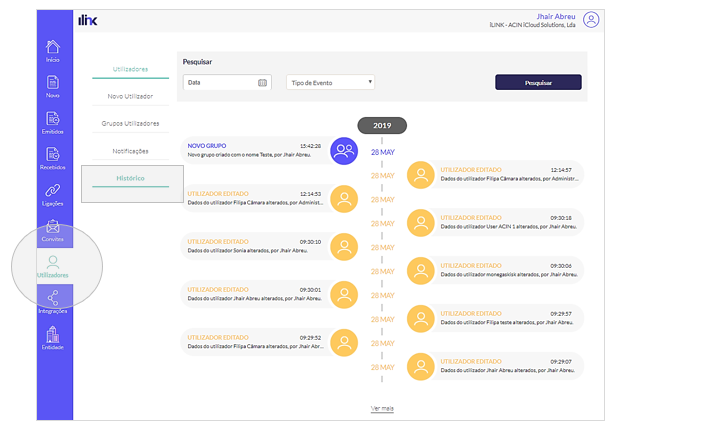 ilink
Jhair Abreu
iLINK - ACIN iCloud Solutions, Lda
Início
Novo
Emitidos
Recebidos
Ligações
Convites
Utilizadores
Integrações
Entidade
Utilizadores
Novo Utilizador
Grupos Utilizadores
Notificações
Histórico
Pesquisar
Data
Tipo de Evento
Pesquisar
2019
NOVO GRUPO 15:42:28
Novo grupo criado com o nome Teste, por Jhair Abreu.
28 MAY
28 MAY
UTILIZADOR EDITADO 12:14:57
Dados do utilizador Filipa Câmara alterados, por Administr...
UTILIZADOR EDITADO 12:14:53
Dados do utilizador Filipa Câmara alterados, por Administ...
28 MAY
28 MAY
UTILIZADOR EDITADO 09:30:18
Dados do utilizador User ACIN 1 alterados, por Jhair Abreu.
UTILIZADOR EDITADO 09:30:10
Dados do utilizador Sonia alterados, por Jhair Abreu.
28 MAY
28 MAY
UTILIZADOR EDITADO 09:30:06
Dados do utilizador monegaskisk alterados, por Jhair Abreu.
UTILIZADOR EDITADO 09:30:01
Dados do utilizador Jhair Abreu alterados, por Jhair Abreu.
28 MAY
28 MAY
UTILIZADOR EDITADO 09:29:57
Dados do utilizador Filipa teste alterados, por Jhair Abreu.
UTILIZADOR EDITADO 09:29:52
Dados do utilizador Filipa Câmara alterados, por Jhair Abr...
28 MAY
28 MAY
UTILIZADOR EDITADO 09:29:07
Dados do utilizador Jhair Abreu alterados, por Jhair Abreu.
Ver mais